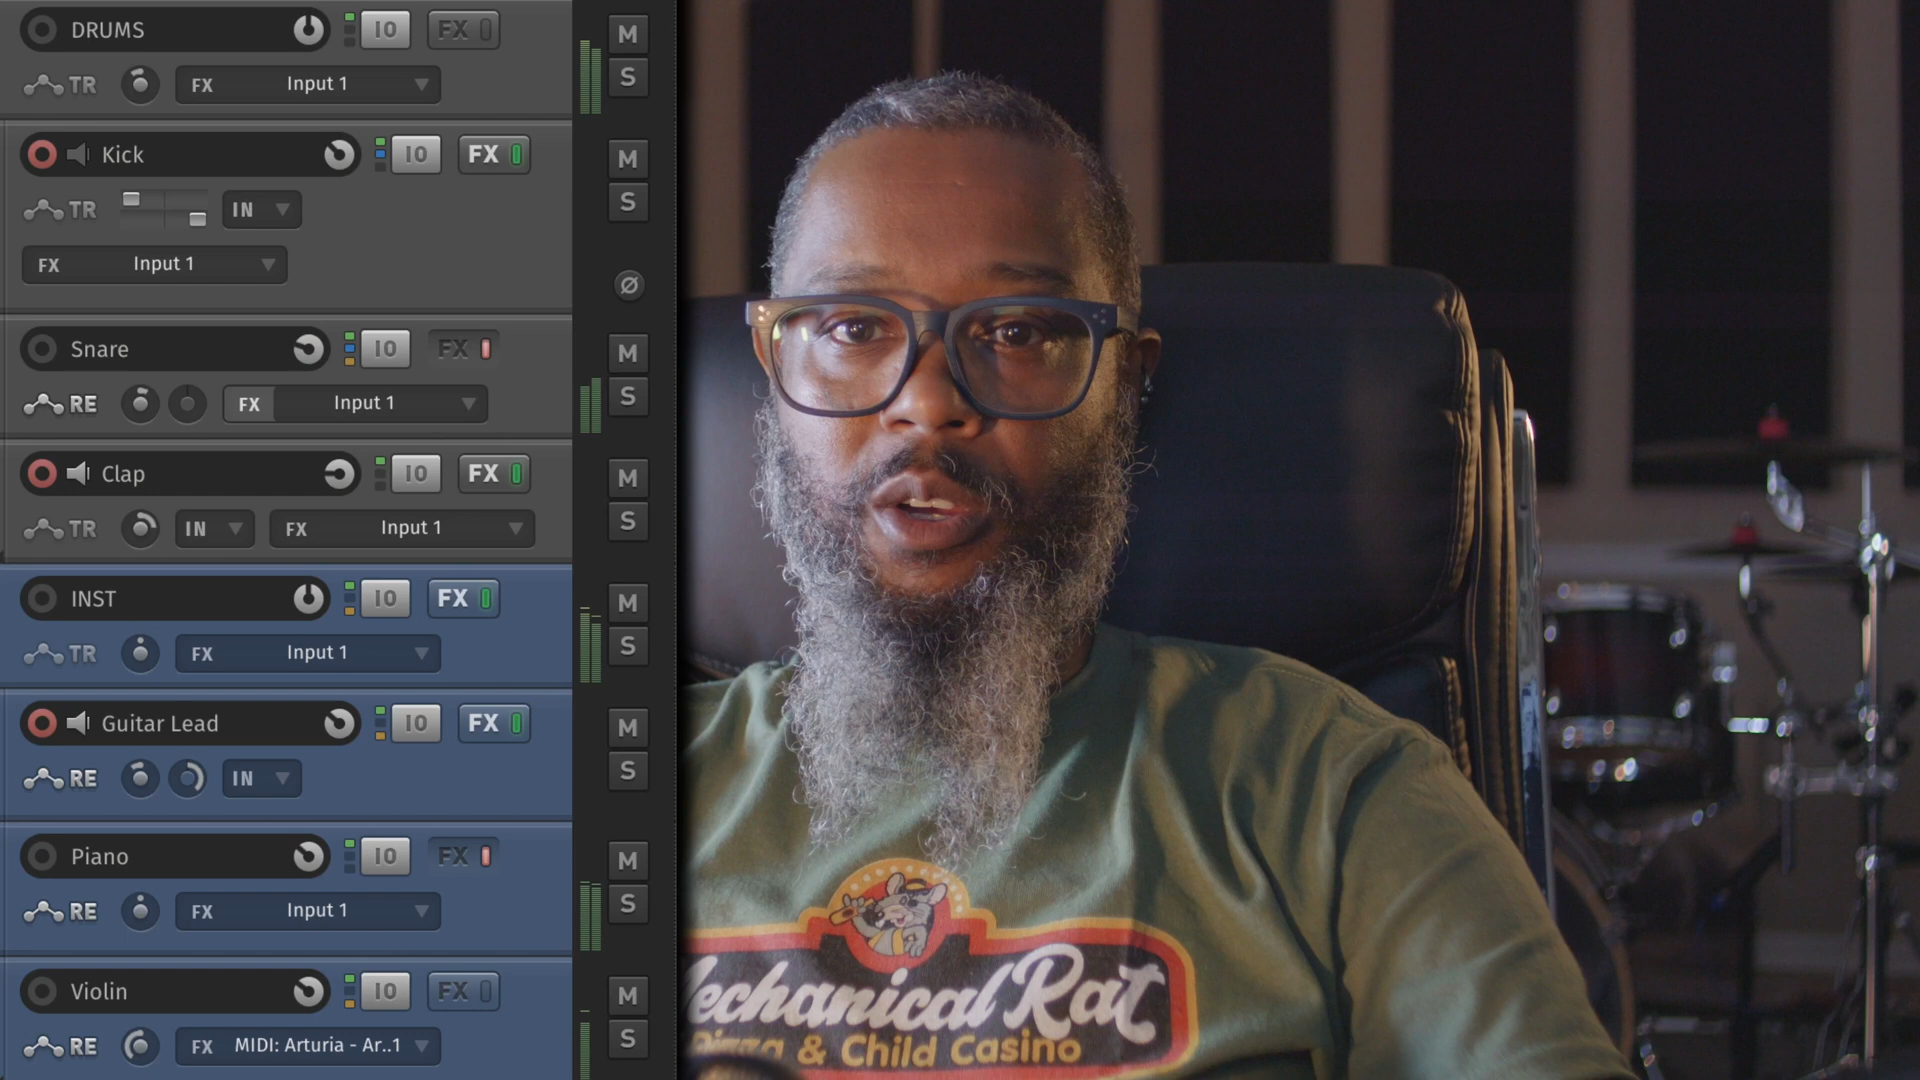 DRUMS IO FX M
TR FX Input 1 S
Kick IO FX M
TR IN S
FX Input 1 Ø
Snare IO FX M
RE FX Input 1 S
Clap IO FX M
TR IN FX Input 1 S
INST IO FX M
TR FX Input 1 S
Guitar Lead IO FX M
RE IN S
Piano IO FX M
RE FX Input 1 S
Violin IO FX M
RE FX MIDI: Arturia - Ar..1 S
Mechanical Rat
Pizza & Child Casino